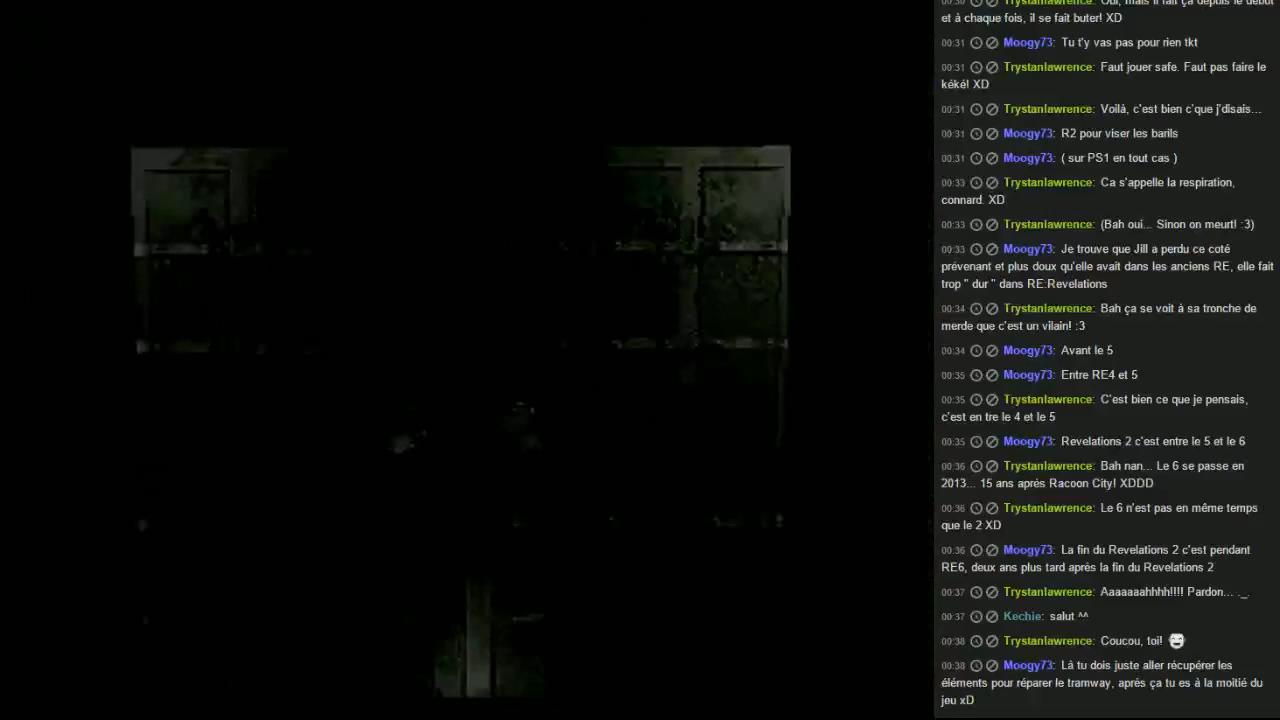 00:30 Trystanlawrence: Oui, mais il fait ça depuis le début
et à chaque fois, il se fait buter! XD
00:31 Moogy73: Tu t'y vas pas pour rien tkt
00:31 Trystanlawrence: Faut jouer safe. Faut pas faire le
kéké! XD
00:31 Trystanlawrence: Voilà, c'est bien c'que j'disais...
00:31 Moogy73: R2 pour viser les barils
00:31 Moogy73: ( sur PS1 en tout cas )
00:33 Trystanlawrence: Ca s'appelle la respiration,
connard. XD
00:33 Trystanlawrence: (Bah oui... Sinon on meurt! :3)
00:33 Moogy73: Je trouve que Jill a perdu ce coté
prévenant et plus doux qu'elle avait dans les anciens RE, elle fait
trop " dur " dans RE:Revelations
00:34 Trystanlawrence: Bah ça se voit à sa tronche de
merde que c'est un vilain! :3
00:34 Moogy73: Avant le 5
00:35 Moogy73: Entre RE4 et 5
00:35 Trystanlawrence: C'est bien ce que je pensais,
c'est en tre le 4 et le 5
00:35 Moogy73: Revelations 2 c'est entre le 5 et le 6
00:36 Trystanlawrence: Bah nan... Le 6 se passe en
2013... 15 ans après Racoon City! XDDD
00:36 Trystanlawrence: Le 6 n'est pas en même temps
que le 2 XD
00:36 Moogy73: La fin du Revelations 2 c'est pendant
RE6, deux ans plus tard après la fin du Revelations 2
00:37 Trystanlawrence: Aaaaaaahhhh!!!! Pardon... ._.
00:37 Kechie: salut ^^
00:38 Trystanlawrence: Coucou, toi!
00:38 Moogy73: Là tu dois juste aller récupérer les
éléments pour réparer le tramway, après ça tu es à la moitié du
jeu xD